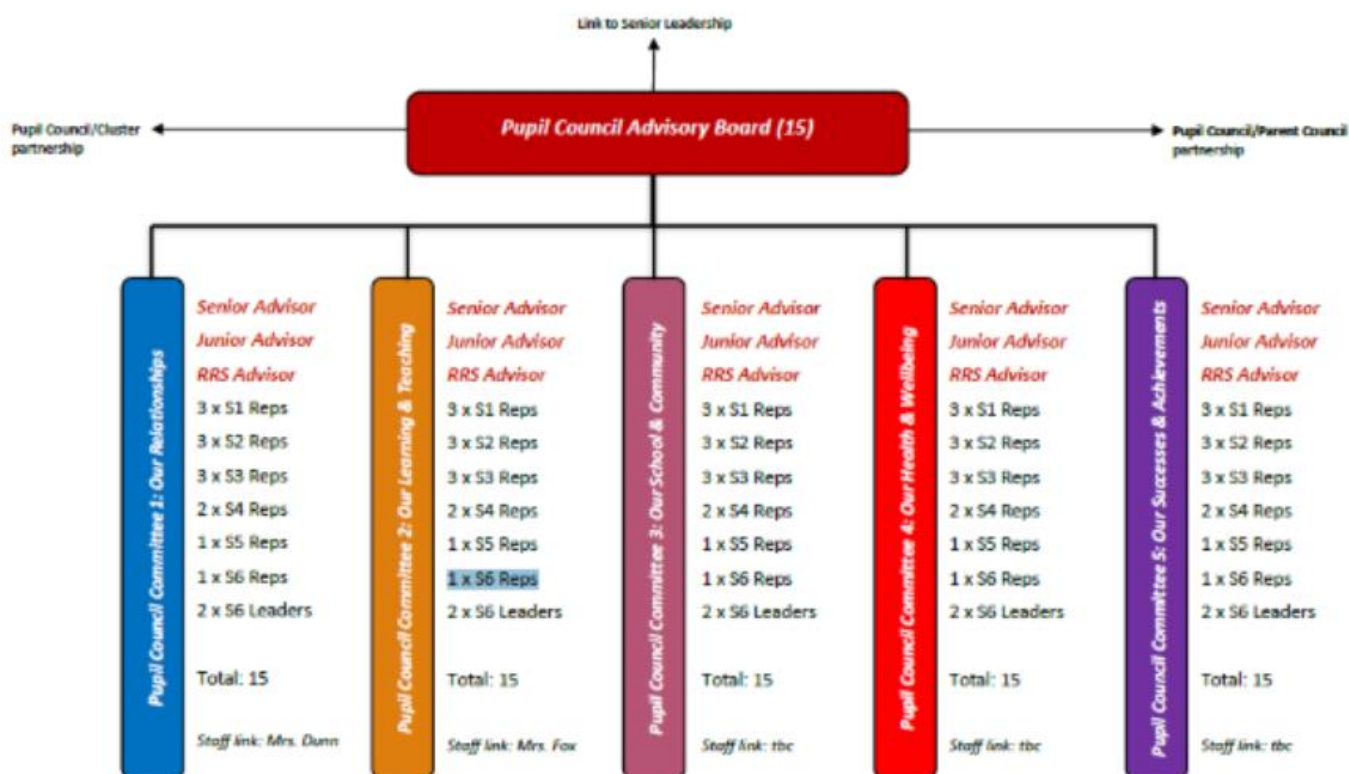 Link to Senior Leadership
Pupil Council Advisory Board (15)
Pupil Council/Cluster
partnership
Pupil Council/Parent Council
partnership
Pupil Council Committee 1: Our Relationships
Senior Advisor
Junior Advisor
RRS Advisor
3 x S1 Reps
3 x S2 Reps
3 x S3 Reps
2 x S4 Reps
1 x S5 Reps
1 x S6 Reps
2 x S6 Leaders
Total: 15
Staff link: Mrs. Dunn
Pupil Council Committee 2: Our Learning & Teaching
Senior Advisor
Junior Advisor
RRS Advisor
3 x S1 Reps
3 x S2 Reps
3 x S3 Reps
2 x S4 Reps
1 x S5 Reps
1 x S6 Reps
2 x S6 Leaders
Total: 15
Staff link: Mrs. Fox
Pupil Council Committee 3: Our School & Community
Senior Advisor
Junior Advisor
RRS Advisor
3 x S1 Reps
3 x S2 Reps
3 x S3 Reps
2 x S4 Reps
1 x S5 Reps
1 x S6 Reps
2 x S6 Leaders
Total: 15
Staff link: tbc
Pupil Council Committee 4: Our Health & Wellbeing
Senior Advisor
Junior Advisor
RRS Advisor
3 x S1 Reps
3 x S2 Reps
3 x S3 Reps
2 x S4 Reps
1 x S5 Reps
1 x S6 Reps
2 x S6 Leaders
Total: 15
Staff link: tbc
Pupil Council Committee 5: Our Successes & Achievements
Senior Advisor
Junior Advisor
RRS Advisor
3 x S1 Reps
3 x S2 Reps
3 x S3 Reps
2 x S4 Reps
1 x S5 Reps
1 x S6 Reps
2 x S6 Leaders
Total: 15
Staff link: tbc